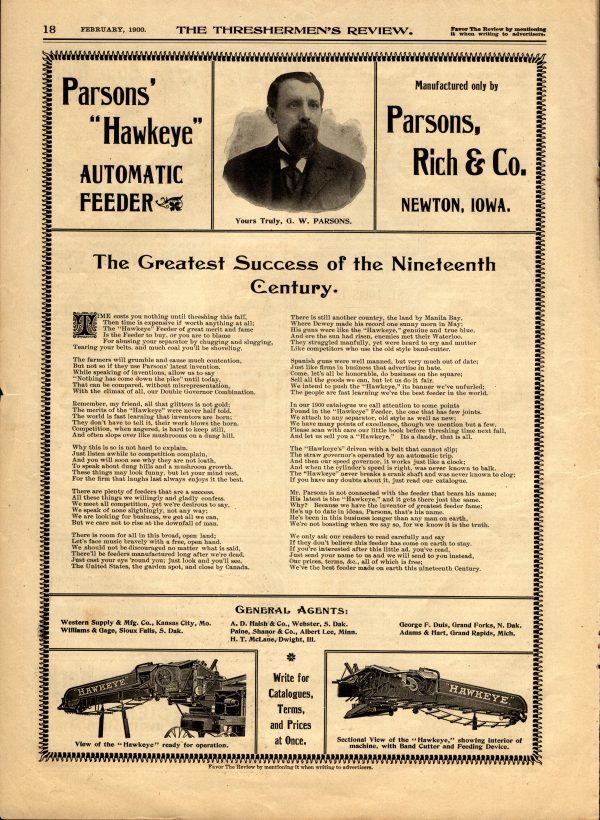 18 FEBRUARY, 1900. THE THRESHERMEN'S REVIEW. Favor The Review by mentioning
it when writing to advertisers.
Parsons'
"Hawkeye"
AUTOMATIC
FEEDER
Yours Truly, G. W. PARSONS.
Manufactured only by
Parsons,
Rich & Co.
NEWTON, IOWA.
The Greatest Success of the Nineteenth
Century.
TIME costs you nothing until threshing this fall,
Then time is expensive if worth anything at all;
The "Hawkeye" Feeder of great merit and fame
Is the Feeder to buy, or you are to blame
For abusing your separator by chugging and slugging,
Tearing your belts, and much coal you'll be shoveling.
The farmers will grumble and cause much contention,
But not so if they use Parsons' latest invention.
While speaking of inventions, allow us to say
"Nothing has come down the pike" until today,
That can be compared, without misrepresentation,
With the climax of all, our Double Governor Combination.
Remember, my friend, all that glitters is not gold;
The merits of the "Hawkeye" were never half told.
The world is fast learning that inventors are born;
They don't have to tell it, their work blows the horn.
Competition, when angered, is hard to keep still,
And often slops over like mushrooms on a dung hill.
Why this is so is not hard to explain,
Just listen awhile to competition complain,
And you will soon see why they are not loath,
To speak about dung hills and a mushroom growth.
These things may look funny, but let your mind rest,
For the firm that laughs last always enjoys it the best.
There are plenty of feeders that are a success.
All these things we willingly and gladly confess.
We meet all competition, yet we're desirous to say,
We speak of none slightingly, not any way;
We are looking for business, we get all we can,
But we care not to rise at the downfall of man.
There is room for all in this broad, open land;
Let's face music bravely with a free, open hand.
We should not be discouraged no matter what is said,
There'll be feeders manufactured long after we're dead.
Just cast your eye 'round you; just look and you'll see,
The United States, the garden spot, and close by Canada.
There is still another country, the land by Manila Bay,
Where Dewey made his record one sunny morn in May;
His guns were like the "Hawkeye," genuine and true blue,
And ere the sun had risen, enemies met their Waterloo.
They struggled manfully, yet were heard to cry and mutter
Like competitors who use the old style band-cutter.
Spanish guns were well manned, but very much out of date;
Just like firms in business that advertise in hate.
Come, let's all be honorable, do business on the square;
Sell all the goods we can, but let us do it fair.
We intend to push the "Hawkeye," its banner we've unfurled;
The people are fast learning we've the best feeder in the world.
In our 1900 catalogue we call attention to some points
Found in the "Hawkeye" Feeder, the one that has few joints.
We attach to any separator, old style as well as new;
We have many points of excellence, though we mention but a few.
Please scan with care our little book before threshing time next fall,
And let us sell you a "Hawkeye." Its a dandy, that is all.
The "Hawkeye's" driven with a belt that cannot slip;
The straw governor's operated by an automatic trip.
And then our speed governor, it works just like a clock;
And when the cylinder's speed is right, was never known to balk.
The "Hawkeye" never breaks a crank shaft and was never known to clog;
If you have any doubts about it, just read our catalogue.
Mr. Parsons is not connected with the feeder that bears his name;
His latest is the "Hawkeye," and it gets there just the same.
Why? Because we have the inventor of greatest feeder fame;
He's up to date in ideas, Parsons, that's his name.
He's been in this business longer than any man on earth,
We're not boasting when we say so, for we know it is the truth.
We only ask our readers to read carefully and say
If they don't believe this feeder has come on earth to stay.
If you're interested after this little ad, you've read,
Just send your name to us and we will send to you instead,
Our prices, terms, &c., all of which is free;
We've the best feeder made on earth this nineteenth Century.
GENERAL AGENTS:
Western Supply & Mfg. Co., Kansas City, Mo.
Williams & Gage, Sioux Falls, S. Dak.
A. D. Haish & Co., Webster, S. Dak.
Paine, Shanor & Co., Albert Lee, Minn.
H. T. McLane, Dwight, Ill.
George F. Duis, Grand Forks, N. Dak.
Adams & Hart, Grand Rapids, Mich.
HAWKEYE
View of the "Hawkeye" ready for operation.
Write for
Catalogues,
Terms,
and Prices
at Once.
HAWKEYE
Sectional View of the "Hawkeye," showing interior of
machine, with Band Cutter and Feeding Device.
Favor The Review by mentioning it when writing to advertisers.